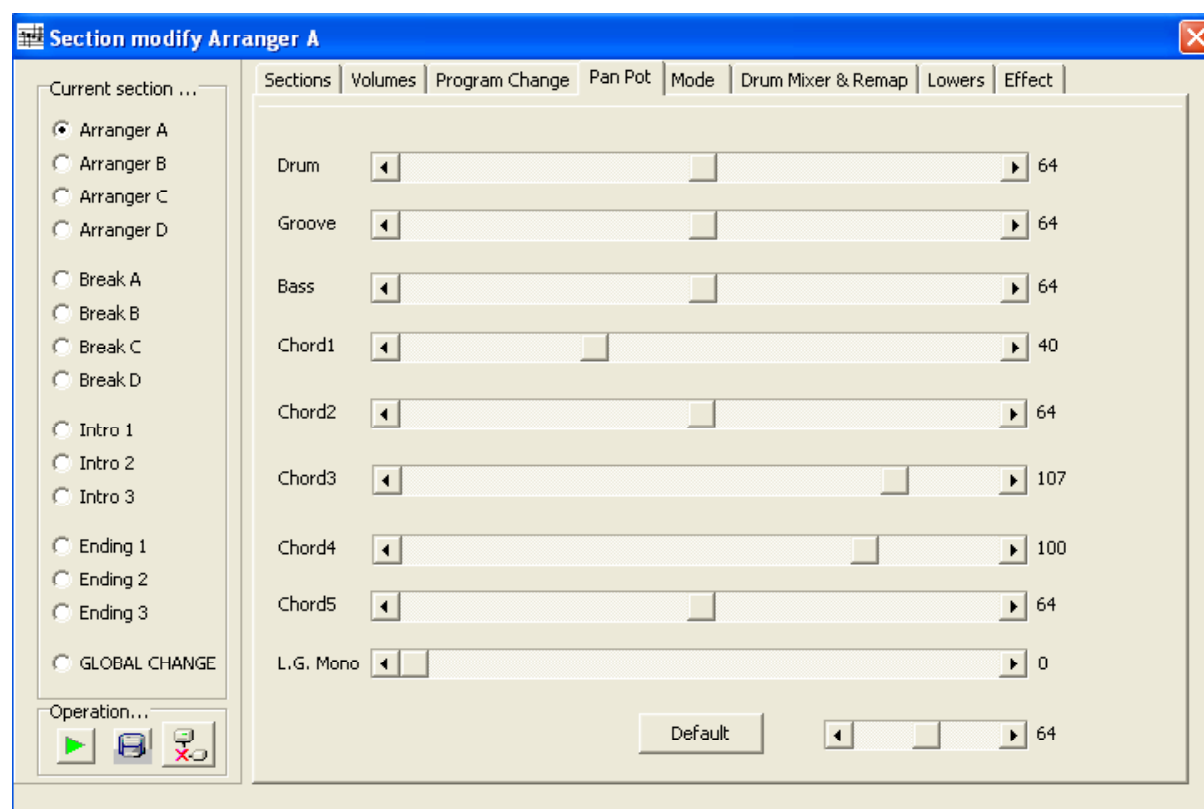 Section modify Arranger A
Current section ...
Arranger A
Arranger B
Arranger C
Arranger D
Break A
Break B
Break C
Break D
Intro 1
Intro 2
Intro 3
Ending 1
Ending 2
Ending 3
GLOBAL CHANGE
Operation...
Sections Volumes Program Change Pan Pot Mode Drum Mixer & Remap Lowers Effect
Drum 64
Groove 64
Bass 64
Chord1 40
Chord2 64
Chord3 107
Chord4 100
Chord5 64
L.G. Mono 0
Default 64